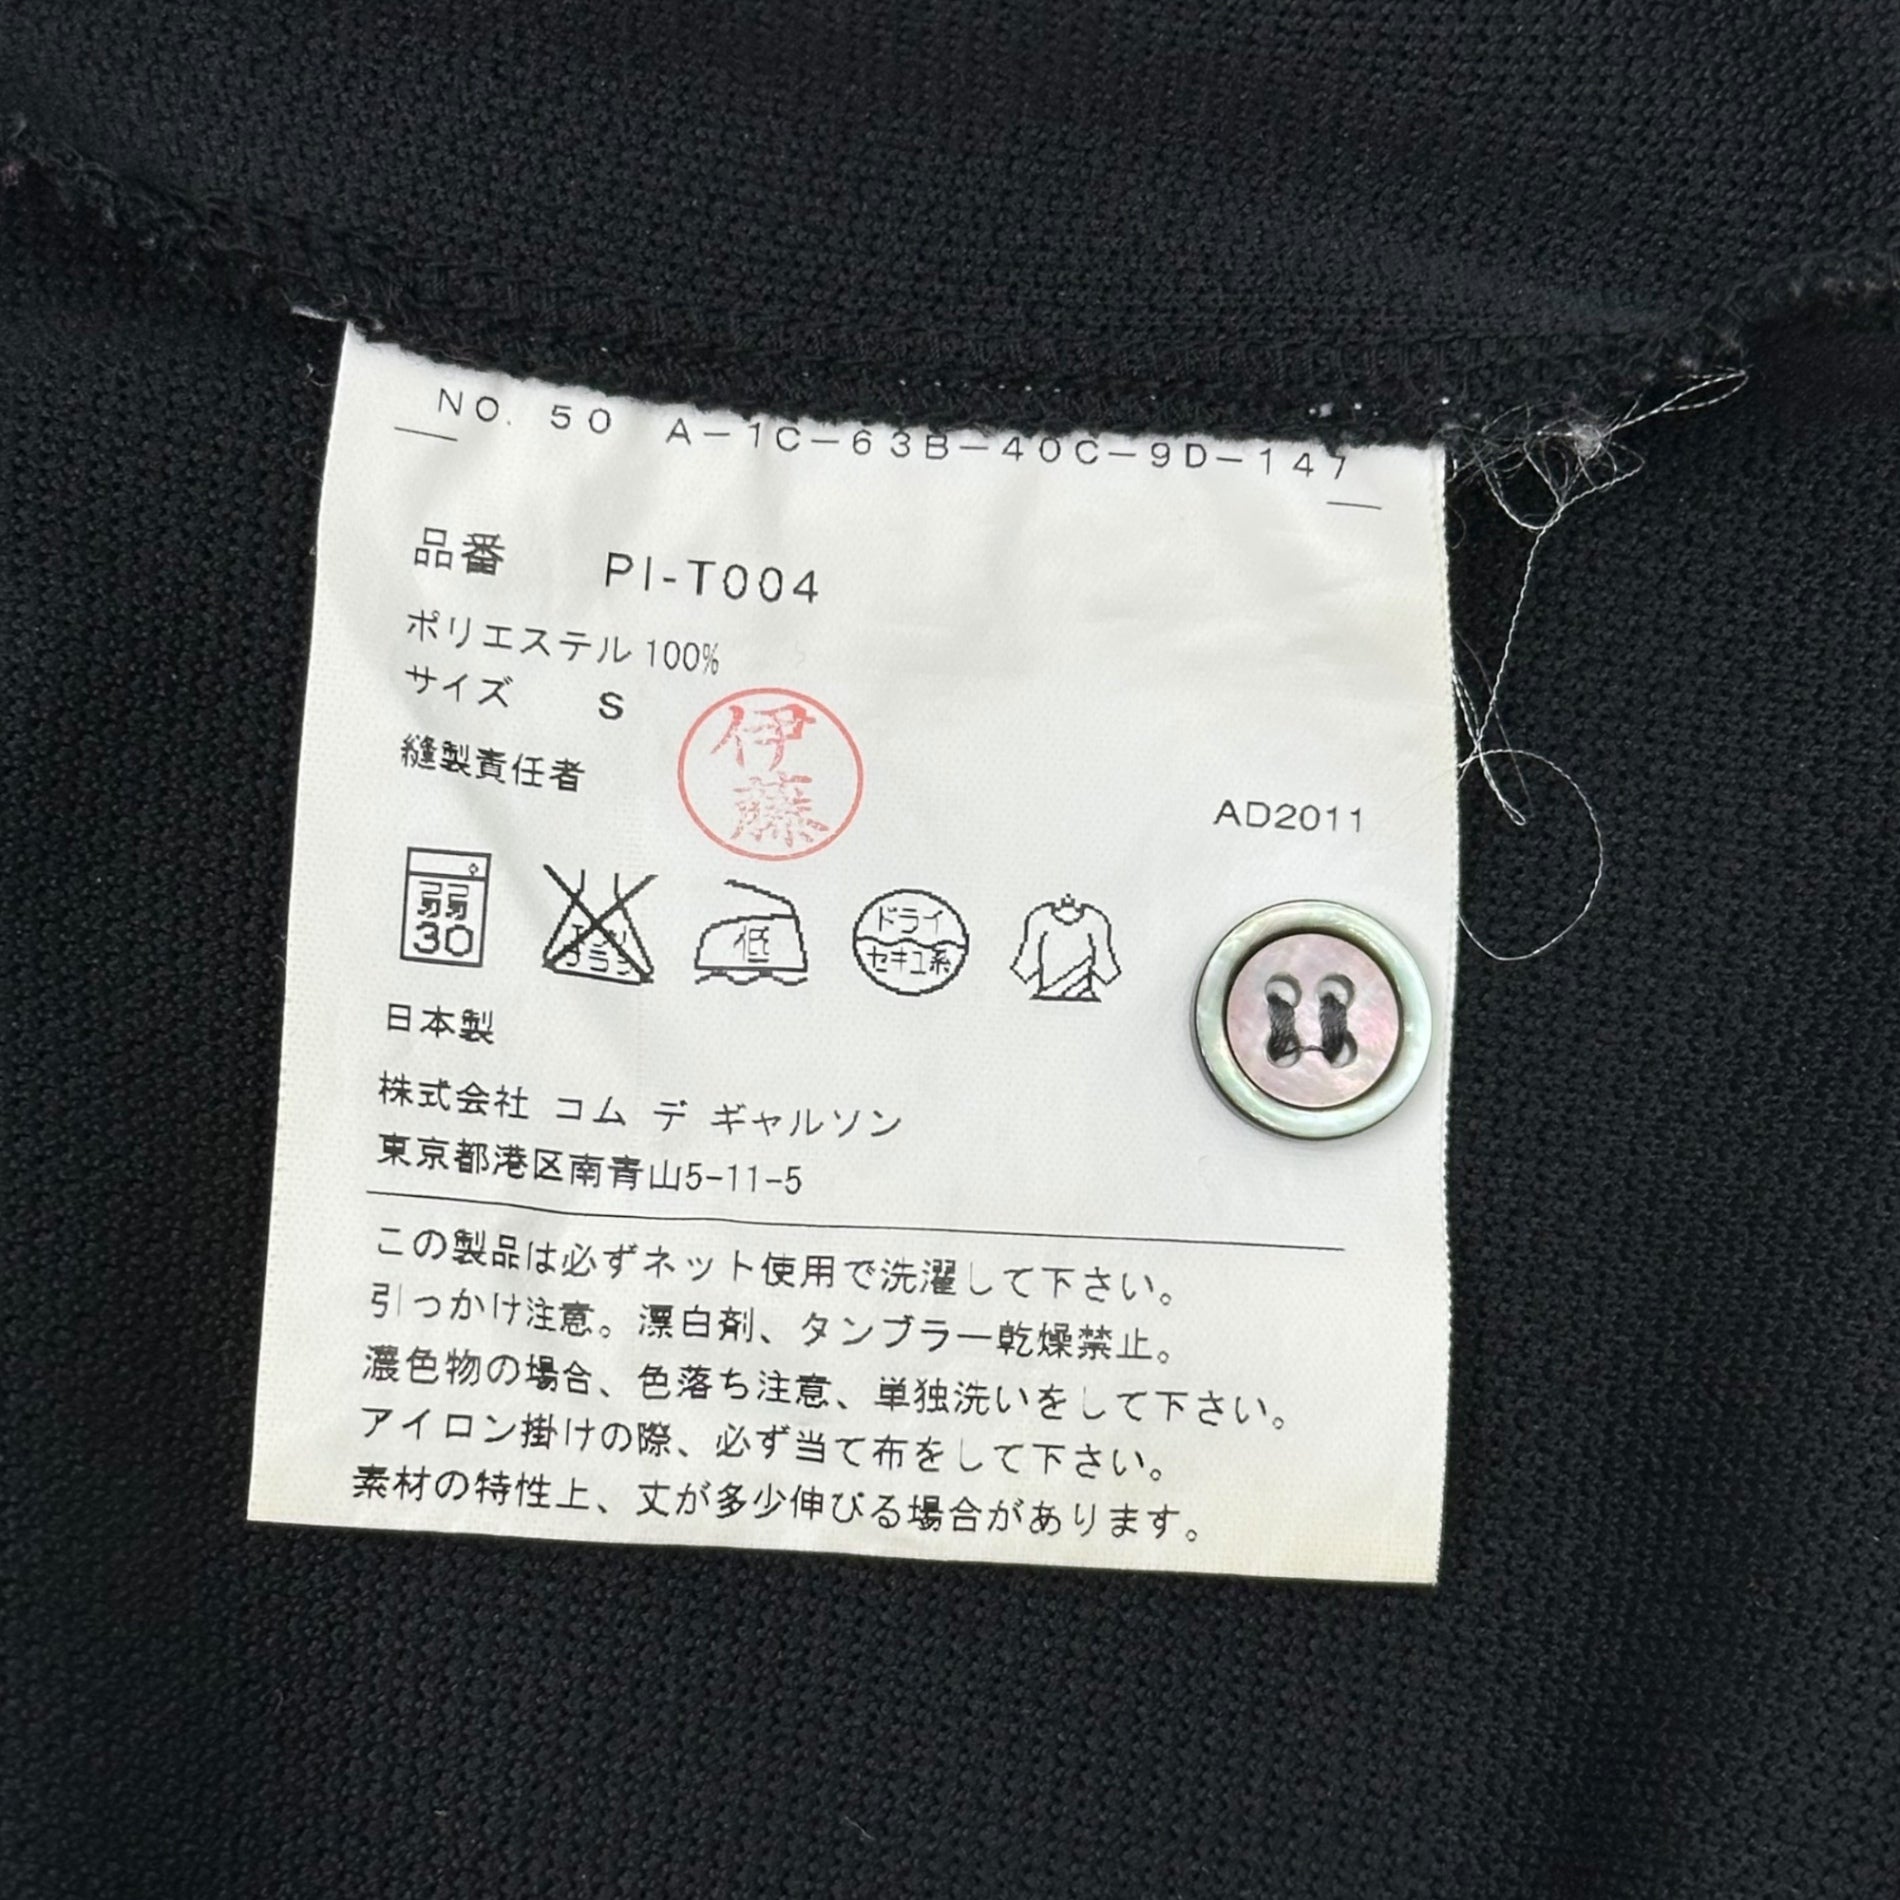 NO. 50 A-1C-63B-40C-9D-147
品番 PI-T004
ポリエステル100%
サイズ S
縫製責任者 伊藤
AD2011
弱
30
低
ドライ
セキユ系
日本製
株式会社 コム デ ギャルソン
東京都港区南青山5-11-5
この製品は必ずネット使用で洗濯して下さい。
引っかけ注意。漂白剤、タンブラー乾燥禁止。
濃色物の場合、色落ち注意、単独洗いをして下さい。
アイロン掛けの際、必ず当て布をして下さい。
素材の特性上、丈が多少伸びる場合があります。